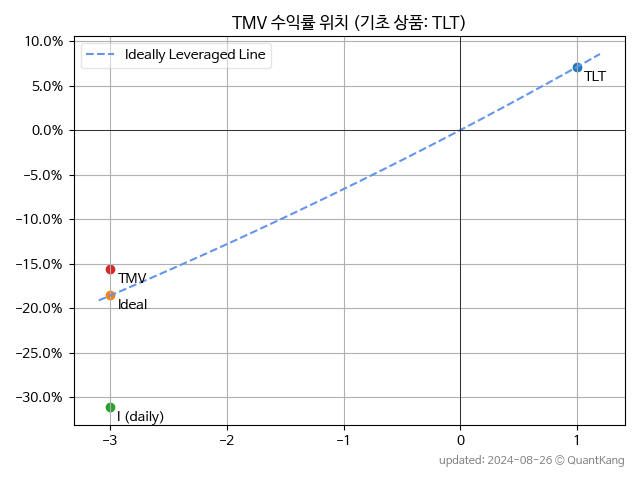 TMV 수익률 위치 (기초 상품: TLT)
Ideally Leveraged Line
10.0%
5.0%
0.0%
−5.0%
−10.0%
−15.0%
−20.0%
−25.0%
−30.0%
TLT
TMV
Ideal
I (daily)
−3
−2
−1
0
1
updated: 2024-08-26 © QuantKang